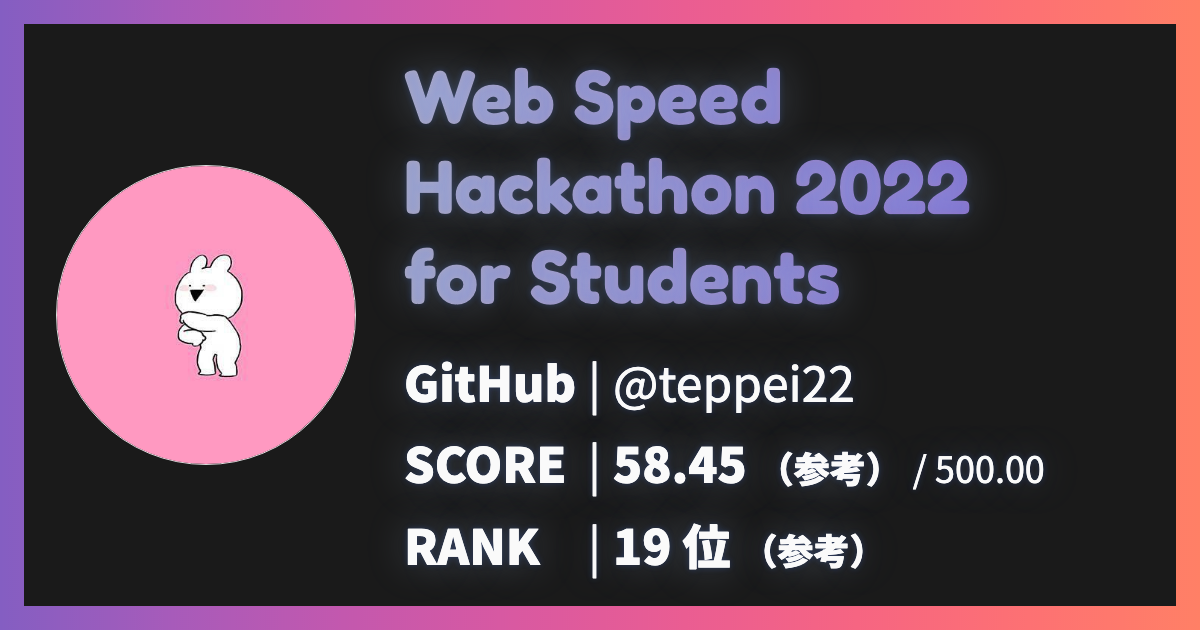 Web Speed
Hackathon 2022
for Students
GitHub | @teppei22
SCORE | 58.45 （参考） / 500.00
RANK | 19 位 （参考）